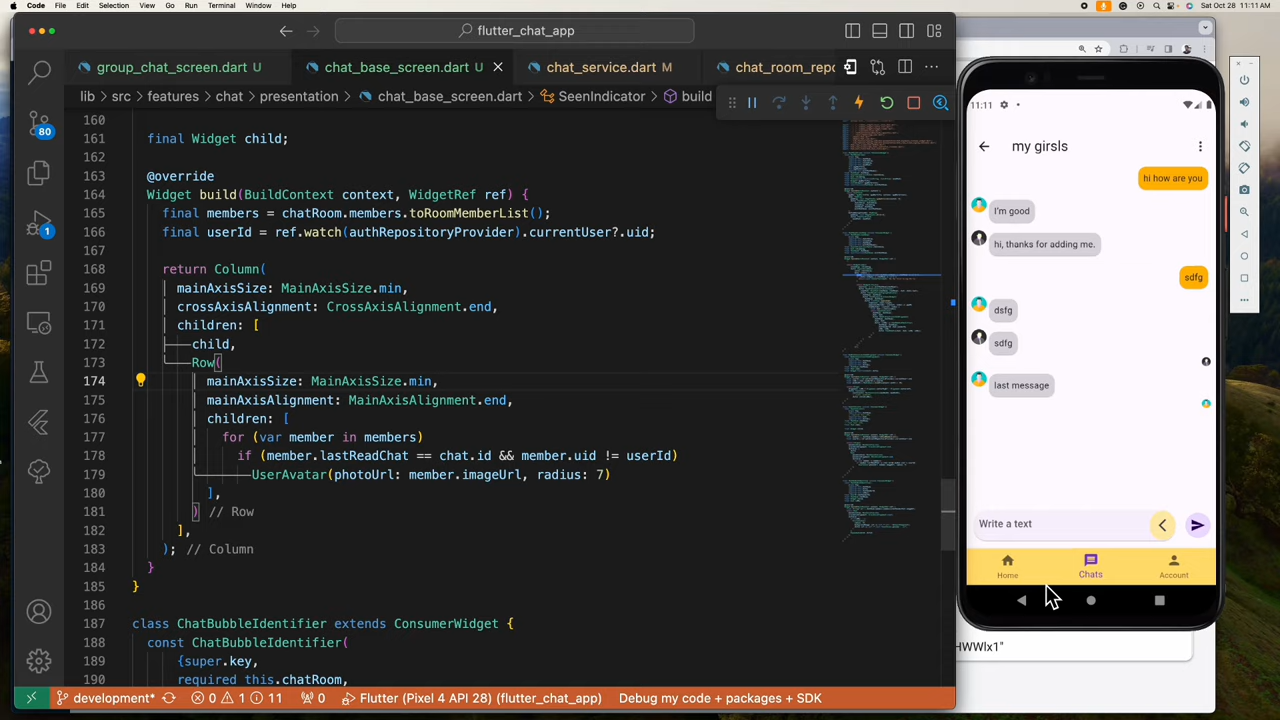 Code File Edit Selection View Go Run Terminal Window Help
Sat Oct 28 11:11 AM
flutter_chat_app
group_chat_screen.dart U
chat_base_screen.dart U
chat_service.dart M
chat_room_repo
lib > src > features > chat > presentation > chat_base_screen.dart > SeenIndicator > build
80
1
160
161 final Widget child;
162
163 @override
164 Widget build(BuildContext context, WidgetRef ref) {
165 final members = chatRoom.members.toRoomMemberList();
166 final userId = ref.watch(authRepositoryProvider).currentUser?.uid;
167
168 return Column(
169 mainAxisSize: MainAxisSize.min,
170 crossAxisAlignment: CrossAxisAlignment.end,
171 children: [
172 child,
173 Row(
174 mainAxisSize: MainAxisSize.min,
175 mainAxisAlignment: MainAxisAlignment.end,
176 children: [
177 for (var member in members)
178 if (member.lastReadChat == chat.id && member.uid != userId)
179 UserAvatar(photoUrl: member.imageUrl, radius: 7)
180 ],
181 ) // Row
182 ],
183 ); // Column
184 }
185 }
186
187 class ChatBubbleIdentifier extends ConsumerWidget {
188 const ChatBubbleIdentifier(
189 {super.key,
190 required this.chatRoom,
development* 0 1 11 0 Flutter (Pixel 4 API 28) (flutter_chat_app) Debug my code + packages + SDK
11:11
my girsls
hi how are you
I'm good
hi, thanks for adding me.
sdfg
dsfg
sdfg
last message
Write a text
Home Chats Account
HWWlx1"